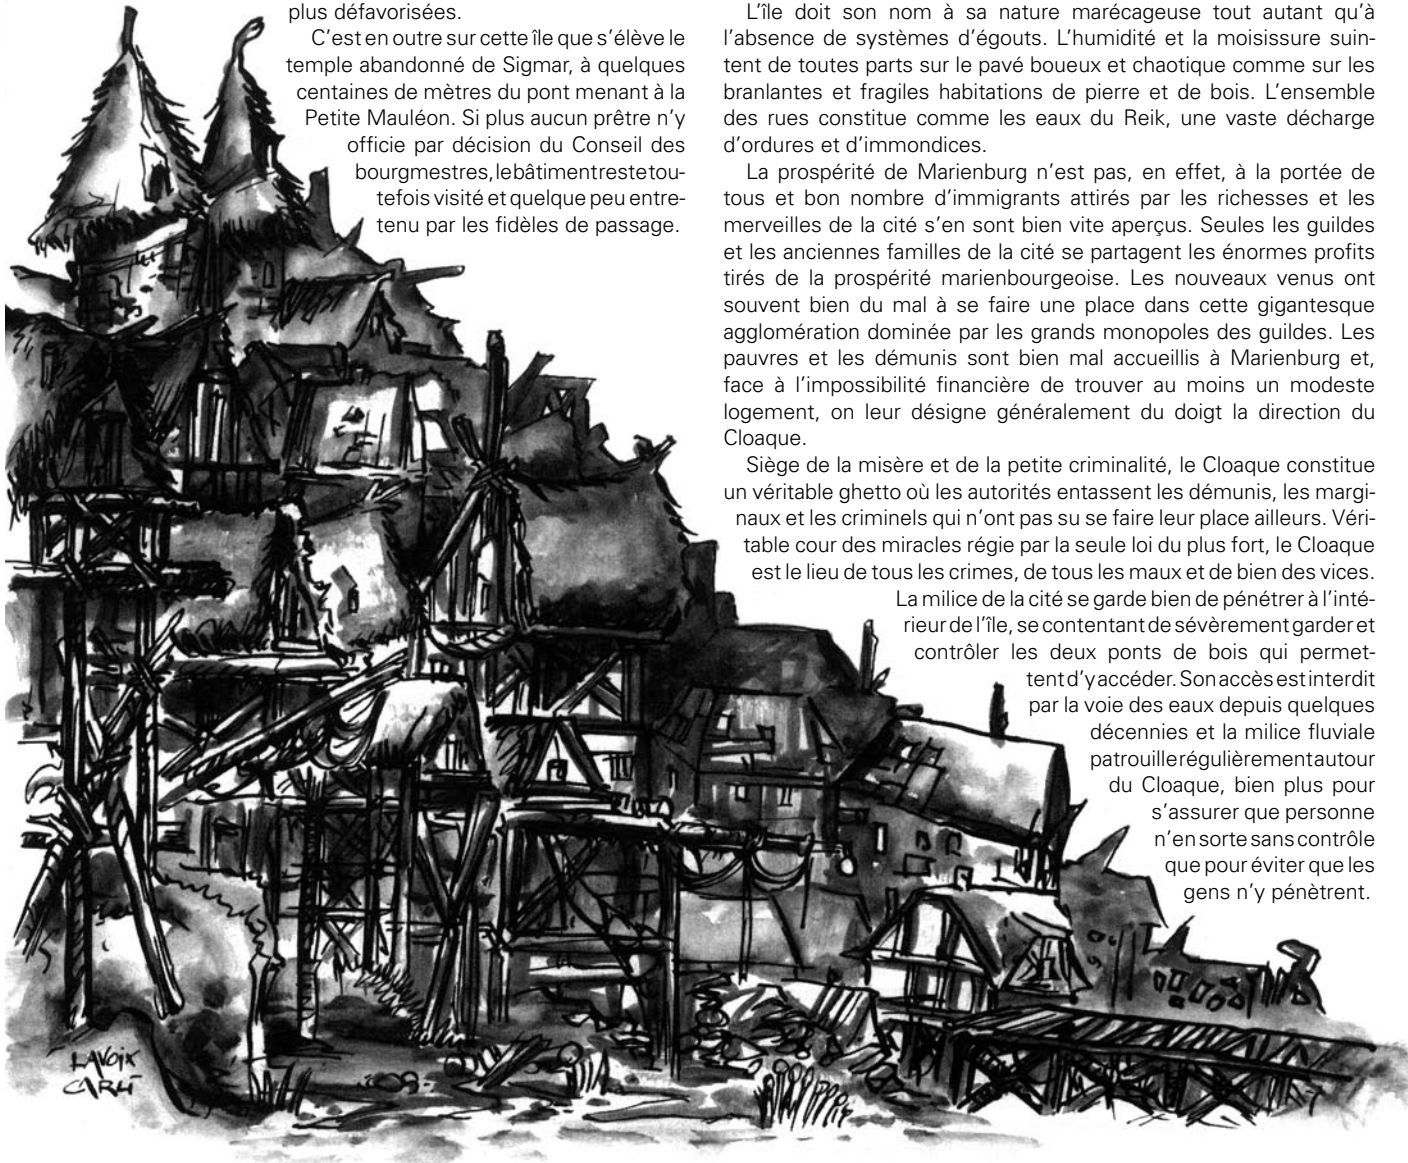 plus défavorisées.
C’est en outre sur cette île que s’élève le
temple abandonné de Sigmar, à quelques
centaines de mètres du pont menant à la
Petite Mauléon. Si plus aucun prêtre n’y
officie par décision du Conseil des
bourgmestres, le bâtiment reste tou-
tefois visité et quelque peu entre-
tenu par les fidèles de passage.
L’île doit son nom à sa nature marécageuse tout autant qu’à
l’absence de systèmes d’égouts. L’humidité et la moisissure suin-
tent de toutes parts sur le pavé boueux et chaotique comme sur les
branlantes et fragiles habitations de pierre et de bois. L’ensemble
des rues constitue comme les eaux du Reik, une vaste décharge
d’ordures et d’immondices.
La prospérité de Marienburg n’est pas, en effet, à la portée de
tous et bon nombre d’immigrants attirés par les richesses et les
merveilles de la cité s’en sont bien vite aperçus. Seules les guildes
et les anciennes familles de la cité se partagent les énormes profits
tirés de la prospérité marienbourgeoise. Les nouveaux venus ont
souvent bien du mal à se faire une place dans cette gigantesque
agglomération dominée par les grands monopoles des guildes. Les
pauvres et les démunis sont bien mal accueillis à Marienburg et,
face à l’impossibilité financière de trouver au moins un modeste
logement, on leur désigne généralement du doigt la direction du
Cloaque.
Siège de la misère et de la petite criminalité, le Cloaque constitue
un véritable ghetto où les autorités entassent les démunis, les margi-
naux et les criminels qui n’ont pas su se faire leur place ailleurs. Véri-
table cour des miracles régie par la seule loi du plus fort, le Cloaque
est le lieu de tous les crimes, de tous les maux et de bien des vices.
La milice de la cité se garde bien de pénétrer à l’inté-
rieur de l’île, se contentant de sévèrement garder et
contrôler les deux ponts de bois qui permet-
tent d’y accéder. Son accès est interdit
par la voie des eaux depuis quelques
décennies et la milice fluviale
patrouille régulièrement autour
du Cloaque, bien plus pour
s’assurer que personne
n’en sorte sans contrôle
que pour éviter que les
gens n’y pénètrent.
LAVOIX
CARLÍ